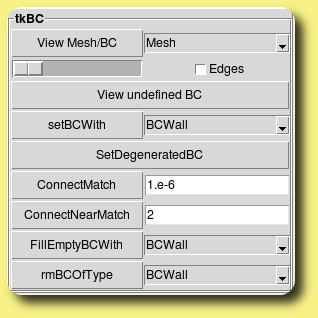 tkBC
View Mesh/BC Mesh
Edges
View undefined BC
setBCWith BCWall
SetDegeneratedBC
ConnectMatch 1.e-6
ConnectNearMatch 2
FillEmptyBCWith BCWall
rmBCOfType BCWall